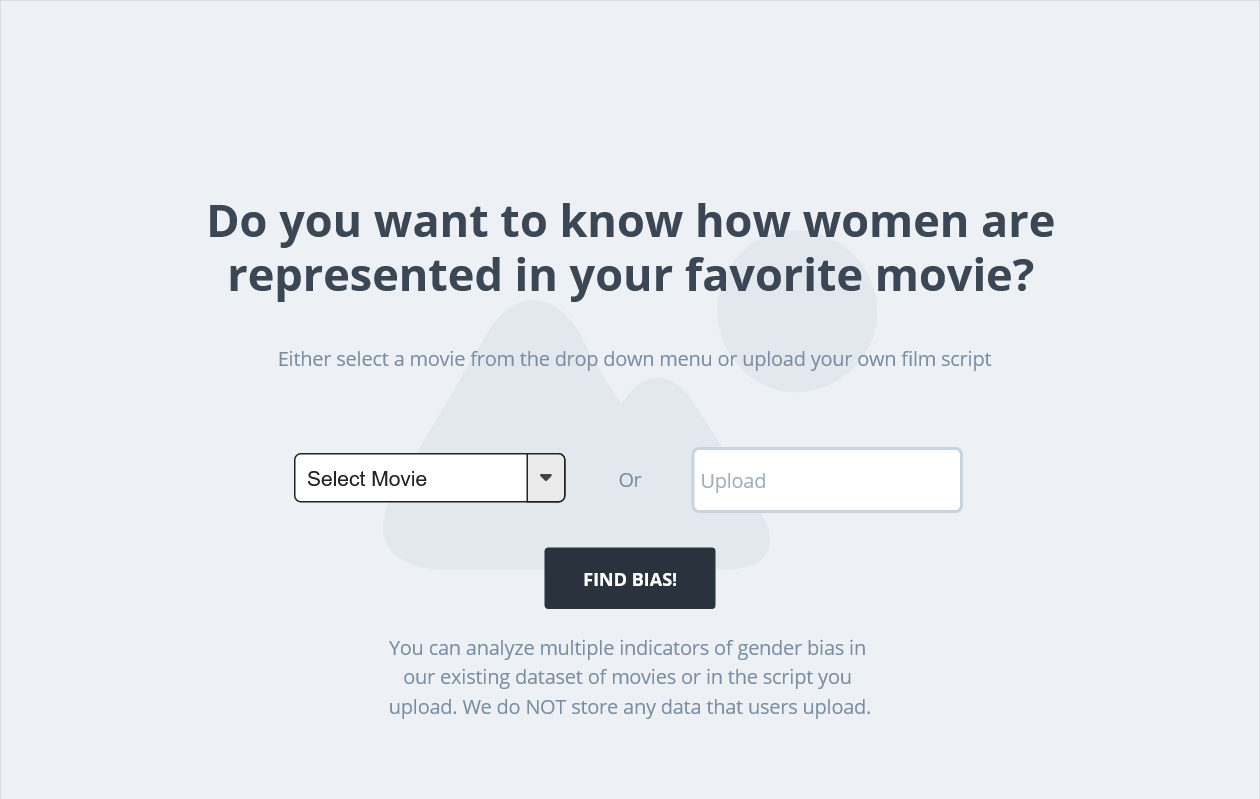 Do you want to know how women are
represented in your favorite movie?
Either select a movie from the drop down menu or upload your own film script
Select Movie
Or
Upload
FIND BIAS!
You can analyze multiple indicators of gender bias in
our existing dataset of movies or in the script you
upload. We do NOT store any data that users upload.